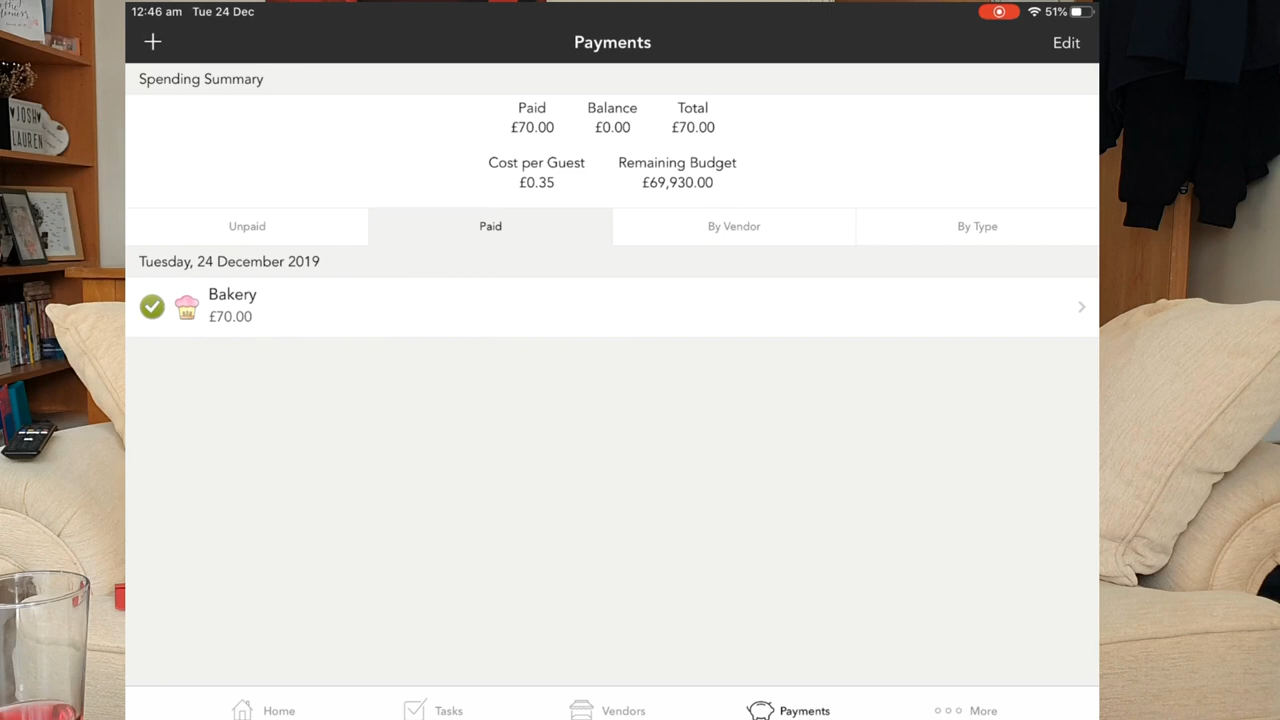 12:46 am Tue 24 Dec
51%
Payments
Edit
Spending Summary
Paid
£70.00
Balance
£0.00
Total
£70.00
Cost per Guest
£0.35
Remaining Budget
£69,930.00
Unpaid
Paid
By Vendor
By Type
Tuesday, 24 December 2019
Bakery
£70.00
Home
Tasks
Vendors
Payments
More
JOSH
LAUREN